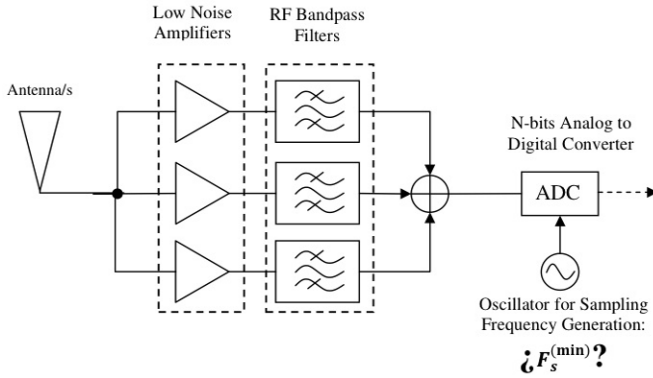 Low Noise
Amplifiers
RF Bandpass
Filters
Antenna/s
N-bits Analog to
Digital Converter
ADC
Oscillator for Sampling
Frequency Generation:
¿F_s^(min)?